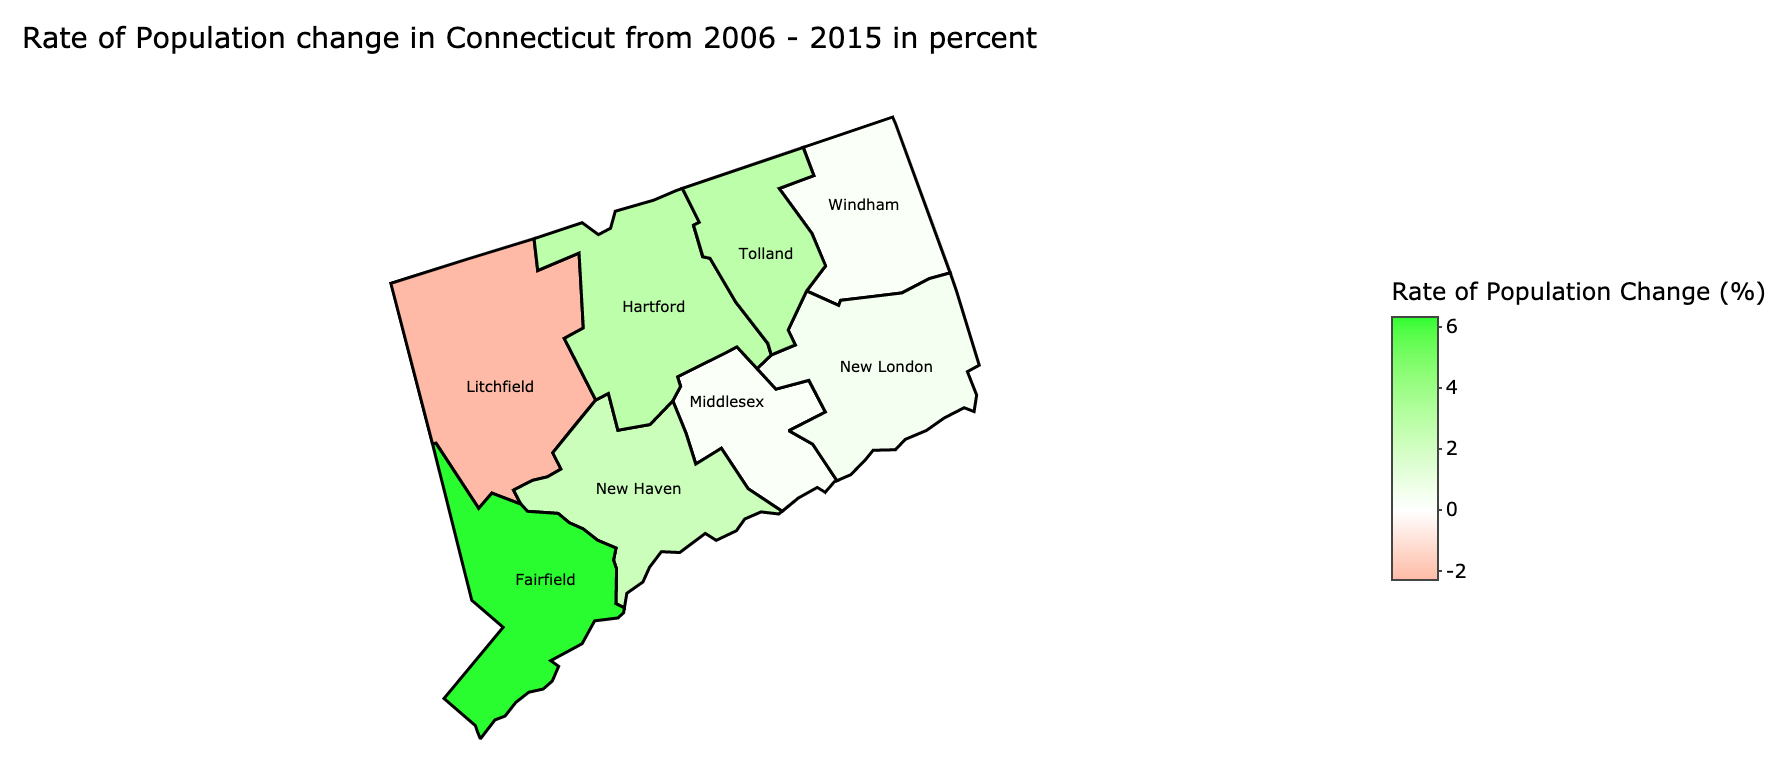 Rate of Population change in Connecticut from 2006 - 2015 in percent
Windham
Tolland
Hartford
New London
Litchfield
Middlesex
New Haven
Fairfield
Rate of Population Change (%)
6
4
2
0
-2